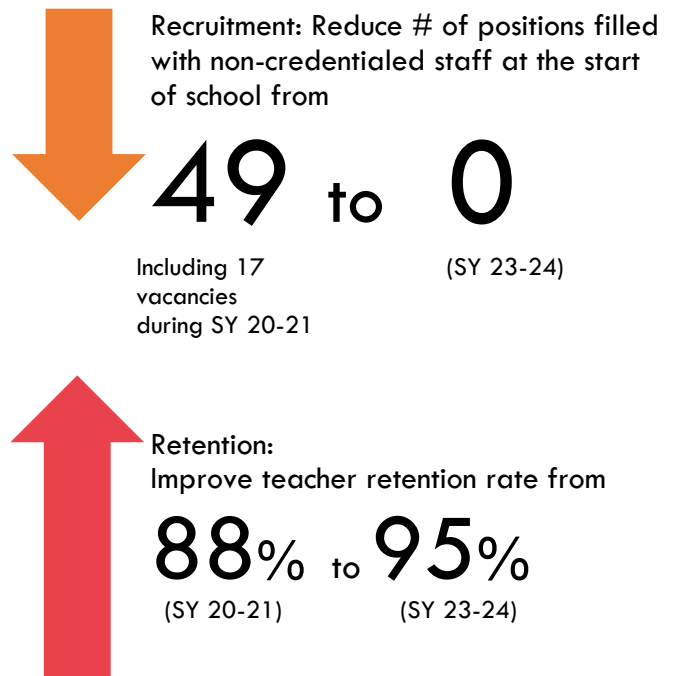 Recruitment: Reduce # of positions filled
with non-credentialed staff at the start
of school from
49 to 0
Including 17
vacancies
during SY 20-21
(SY 23-24)
Retention:
Improve teacher retention rate from
88% to 95%
(SY 20-21) (SY 23-24)